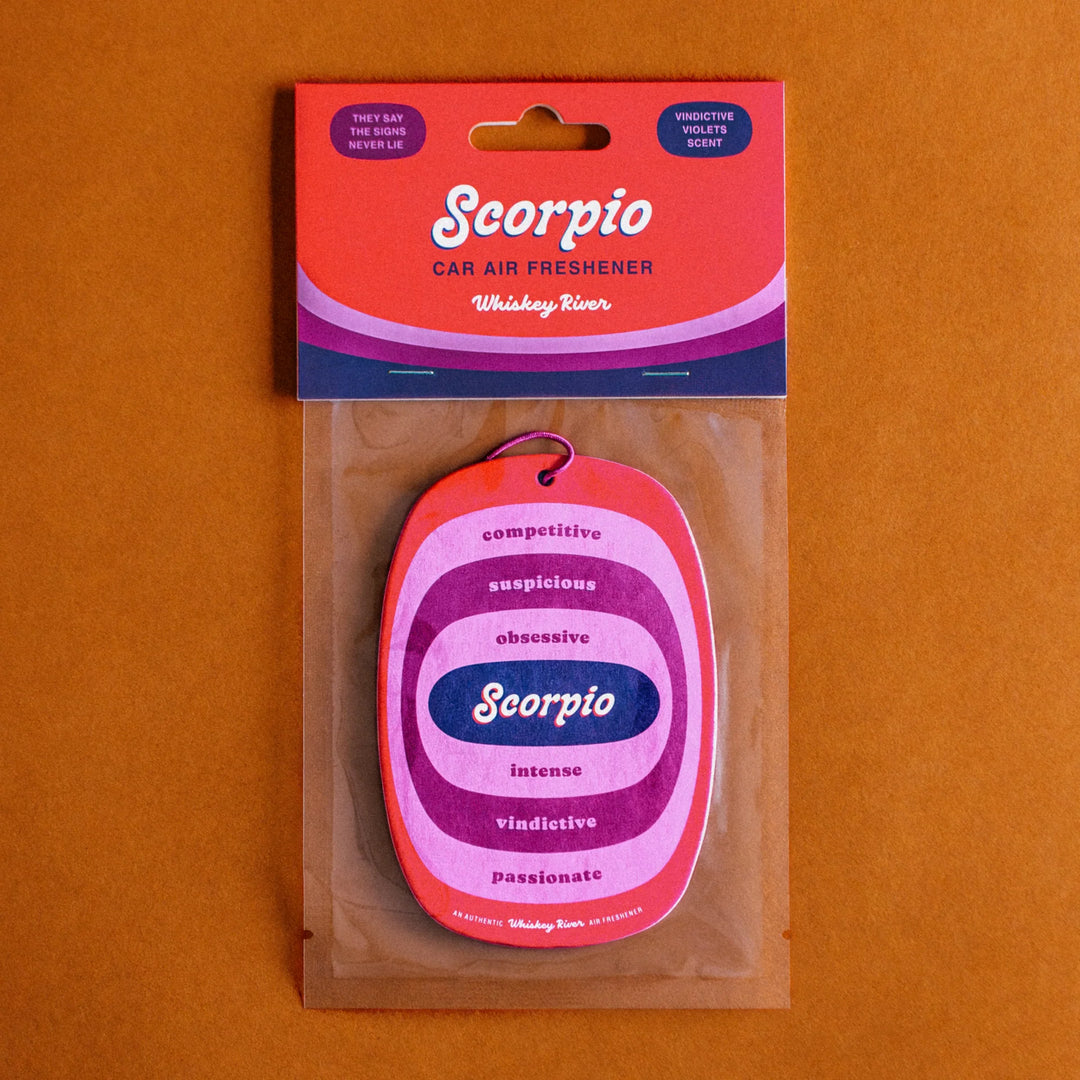 THEY SAY
THE SIGNS
NEVER LIE
VINDICTIVE
VIOLETS
SCENT
Scorpio
CAR AIR FRESHENER
Whiskey River
competitive
suspicious
obsessive
Scorpio
intense
vindictive
passionate
AN AUTHENTIC Whiskey River AIR FRESHENER